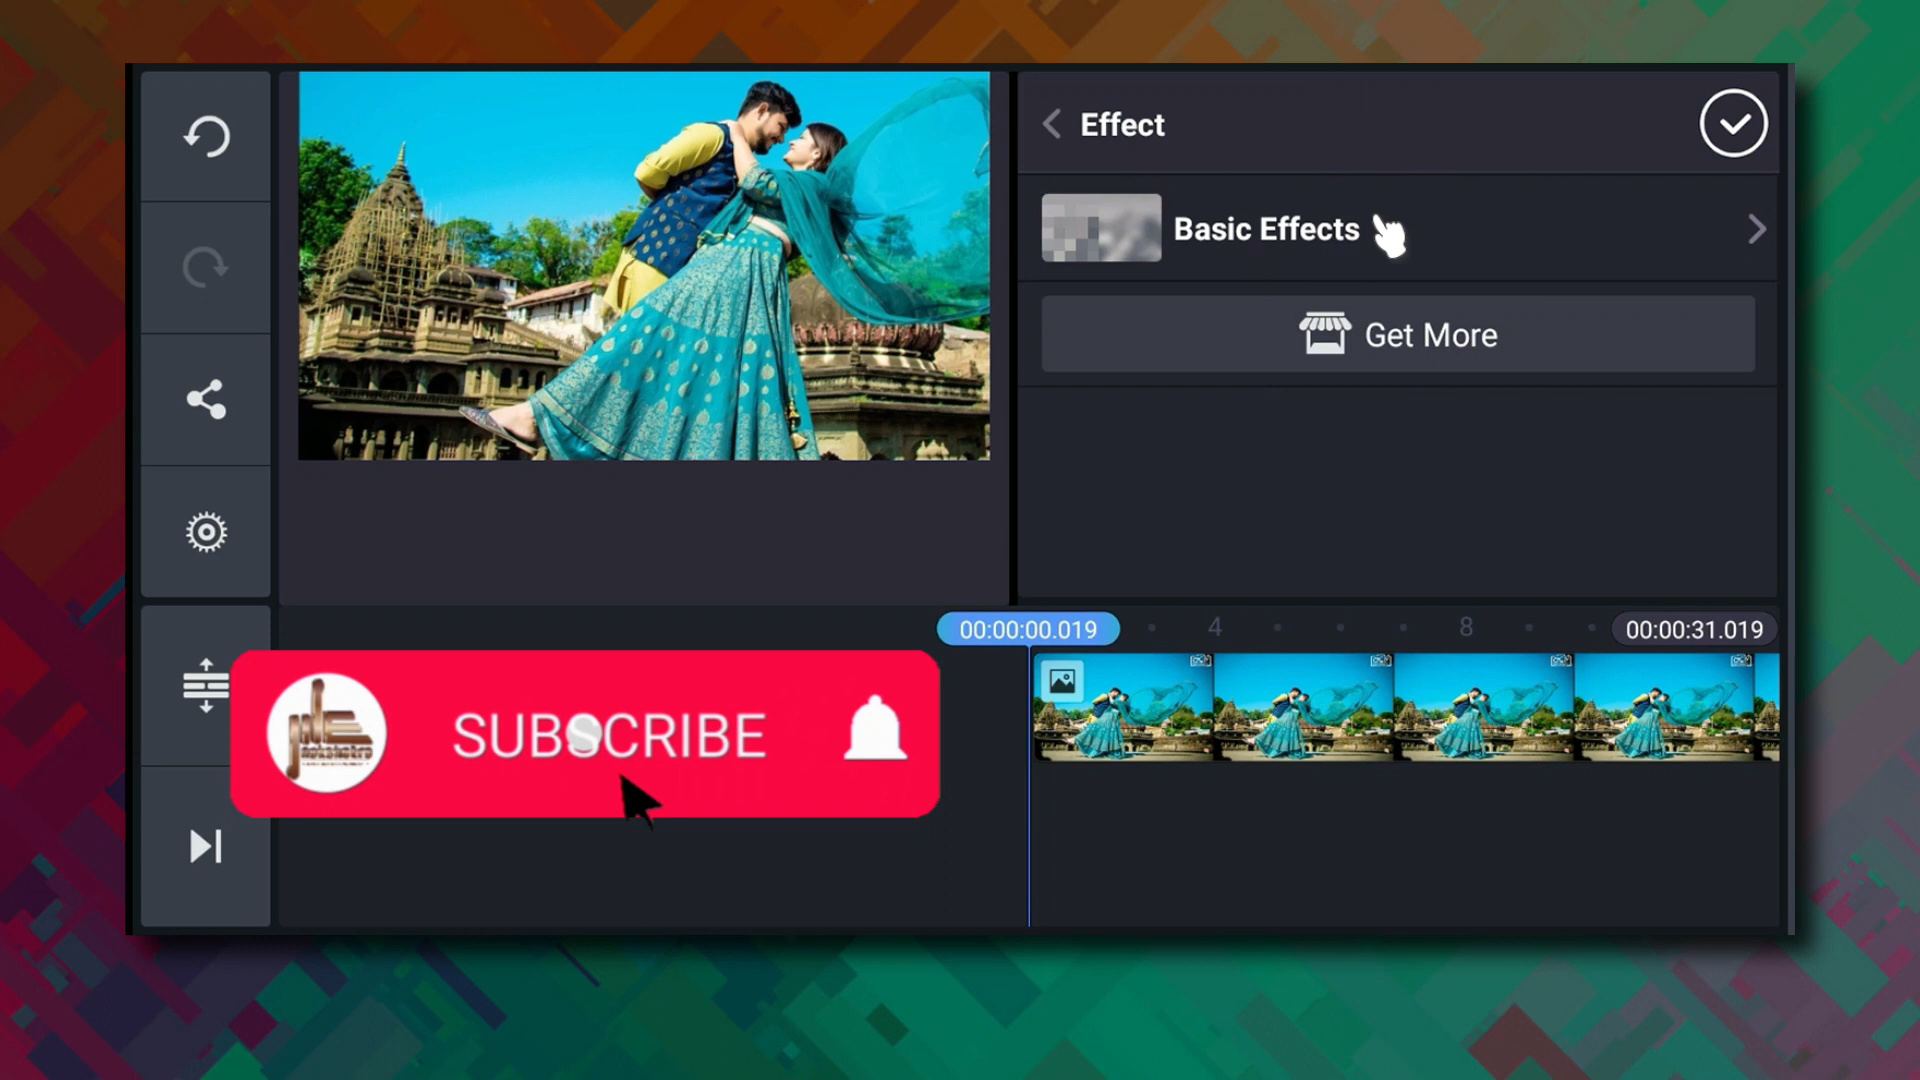 Effect
Basic Effects
Get More
00:00:00.019
4
8
00:00:31.019
SUBSCRIBE